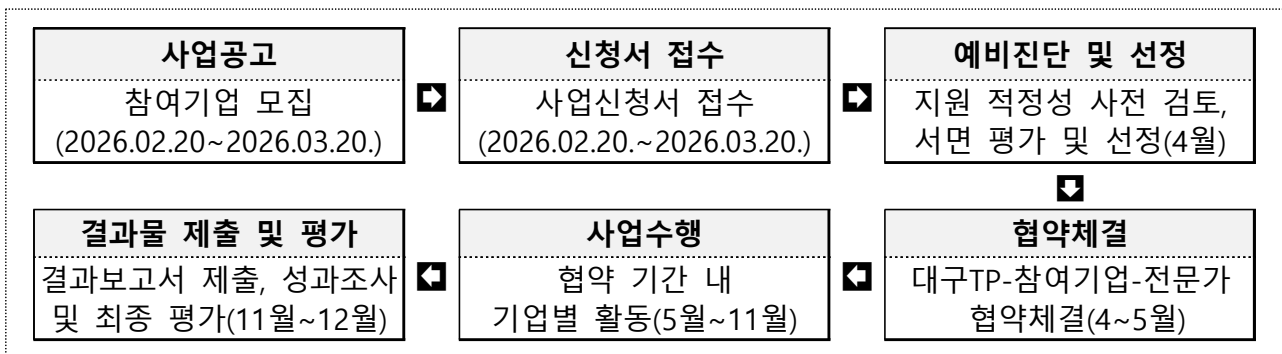 사업공고
참여기업 모집
(2026.02.20~2026.03.20.)
신청서 접수
사업신청서 접수
(2026.02.20.~2026.03.20.)
예비진단 및 선정
지원 적정성 사전 검토,
서면 평가 및 선정(4월)
협약체결
대구TP-참여기업-전문가
협약체결(4~5월)
사업수행
협약 기간 내
기업별 활동(5월~11월)
결과물 제출 및 평가
결과보고서 제출, 성과조사
및 최종 평가(11월~12월)